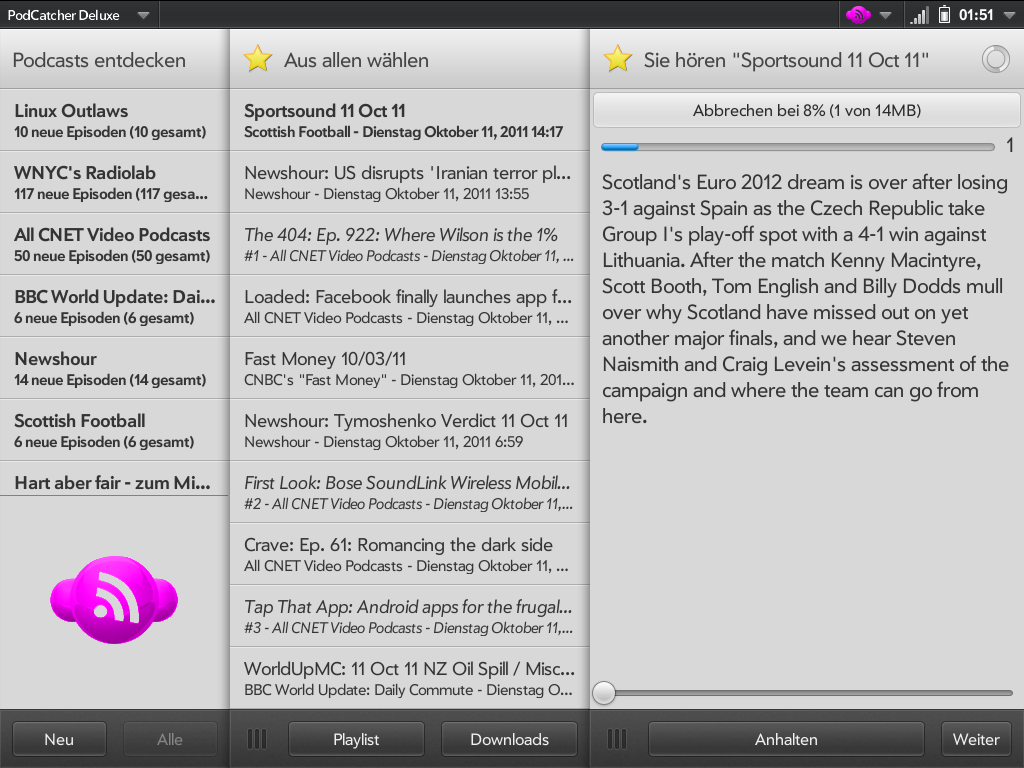 PodCatcher Deluxe
01:51
Podcasts entdecken
Linux Outlaws
10 neue Episoden (10 gesamt)
WNYC's Radiolab
117 neue Episoden (117 gesa...
All CNET Video Podcasts
50 neue Episoden (50 gesamt)
BBC World Update: Dai...
6 neue Episoden (6 gesamt)
Newshour
14 neue Episoden (14 gesamt)
Scottish Football
6 neue Episoden (6 gesamt)
Hart aber fair - zum Mi...
Neu
Alle
Aus allen wählen
Sportsound 11 Oct 11
Scottish Football - Dienstag Oktober 11, 2011 14:17
Newshour: US disrupts 'Iranian terror pl...
Newshour - Dienstag Oktober 11, 2011 13:55
The 404: Ep. 922: Where Wilson is the 1%
#1 - All CNET Video Podcasts - Dienstag Oktober 11, ...
Loaded: Facebook finally launches app f...
All CNET Video Podcasts - Dienstag Oktober 11, ...
Fast Money 10/03/11
CNBC's "Fast Money" - Dienstag Oktober 11, 201...
Newshour: Tymoshenko Verdict 11 Oct 11
Newshour - Dienstag Oktober 11, 2011 6:59
First Look: Bose SoundLink Wireless Mobil...
#2 - All CNET Video Podcasts - Dienstag Oktober 11,...
Crave: Ep. 61: Romancing the dark side
All CNET Video Podcasts - Dienstag Oktober 11, ...
Tap That App: Android apps for the frugal...
#3 - All CNET Video Podcasts - Dienstag Oktober 11,...
WorldUpMC: 11 Oct 11 NZ Oil Spill / Misc...
BBC World Update: Daily Commute - Dienstag O...
Playlist
Downloads
Sie hören "Sportsound 11 Oct 11"
Abbrechen bei 8% (1 von 14MB)
1
Scotland's Euro 2012 dream is over after losing
3-1 against Spain as the Czech Republic take
Group I's play-off spot with a 4-1 win against
Lithuania. After the match Kenny Macintyre,
Scott Booth, Tom English and Billy Dodds mull
over why Scotland have missed out on yet
another major finals, and we hear Steven
Naismith and Craig Levein's assessment of the
campaign and where the team can go from
here.
Anhalten
Weiter